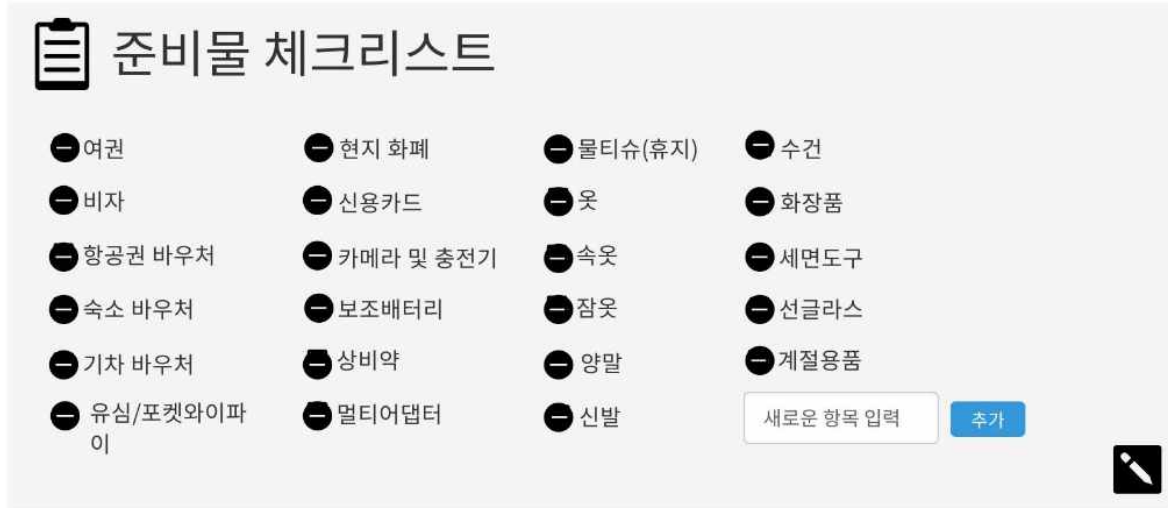 준비물 체크리스트
여권
비자
항공권 바우처
숙소 바우처
기차 바우처
유심/포켓와이파
이
현지 화폐
신용카드
카메라 및 충전기
보조배터리
상비약
멀티어댑터
물티슈(휴지)
옷
속옷
잠옷
양말
신발
수건
화장품
세면도구
선글라스
계절용품
새로운 항목 입력
추가